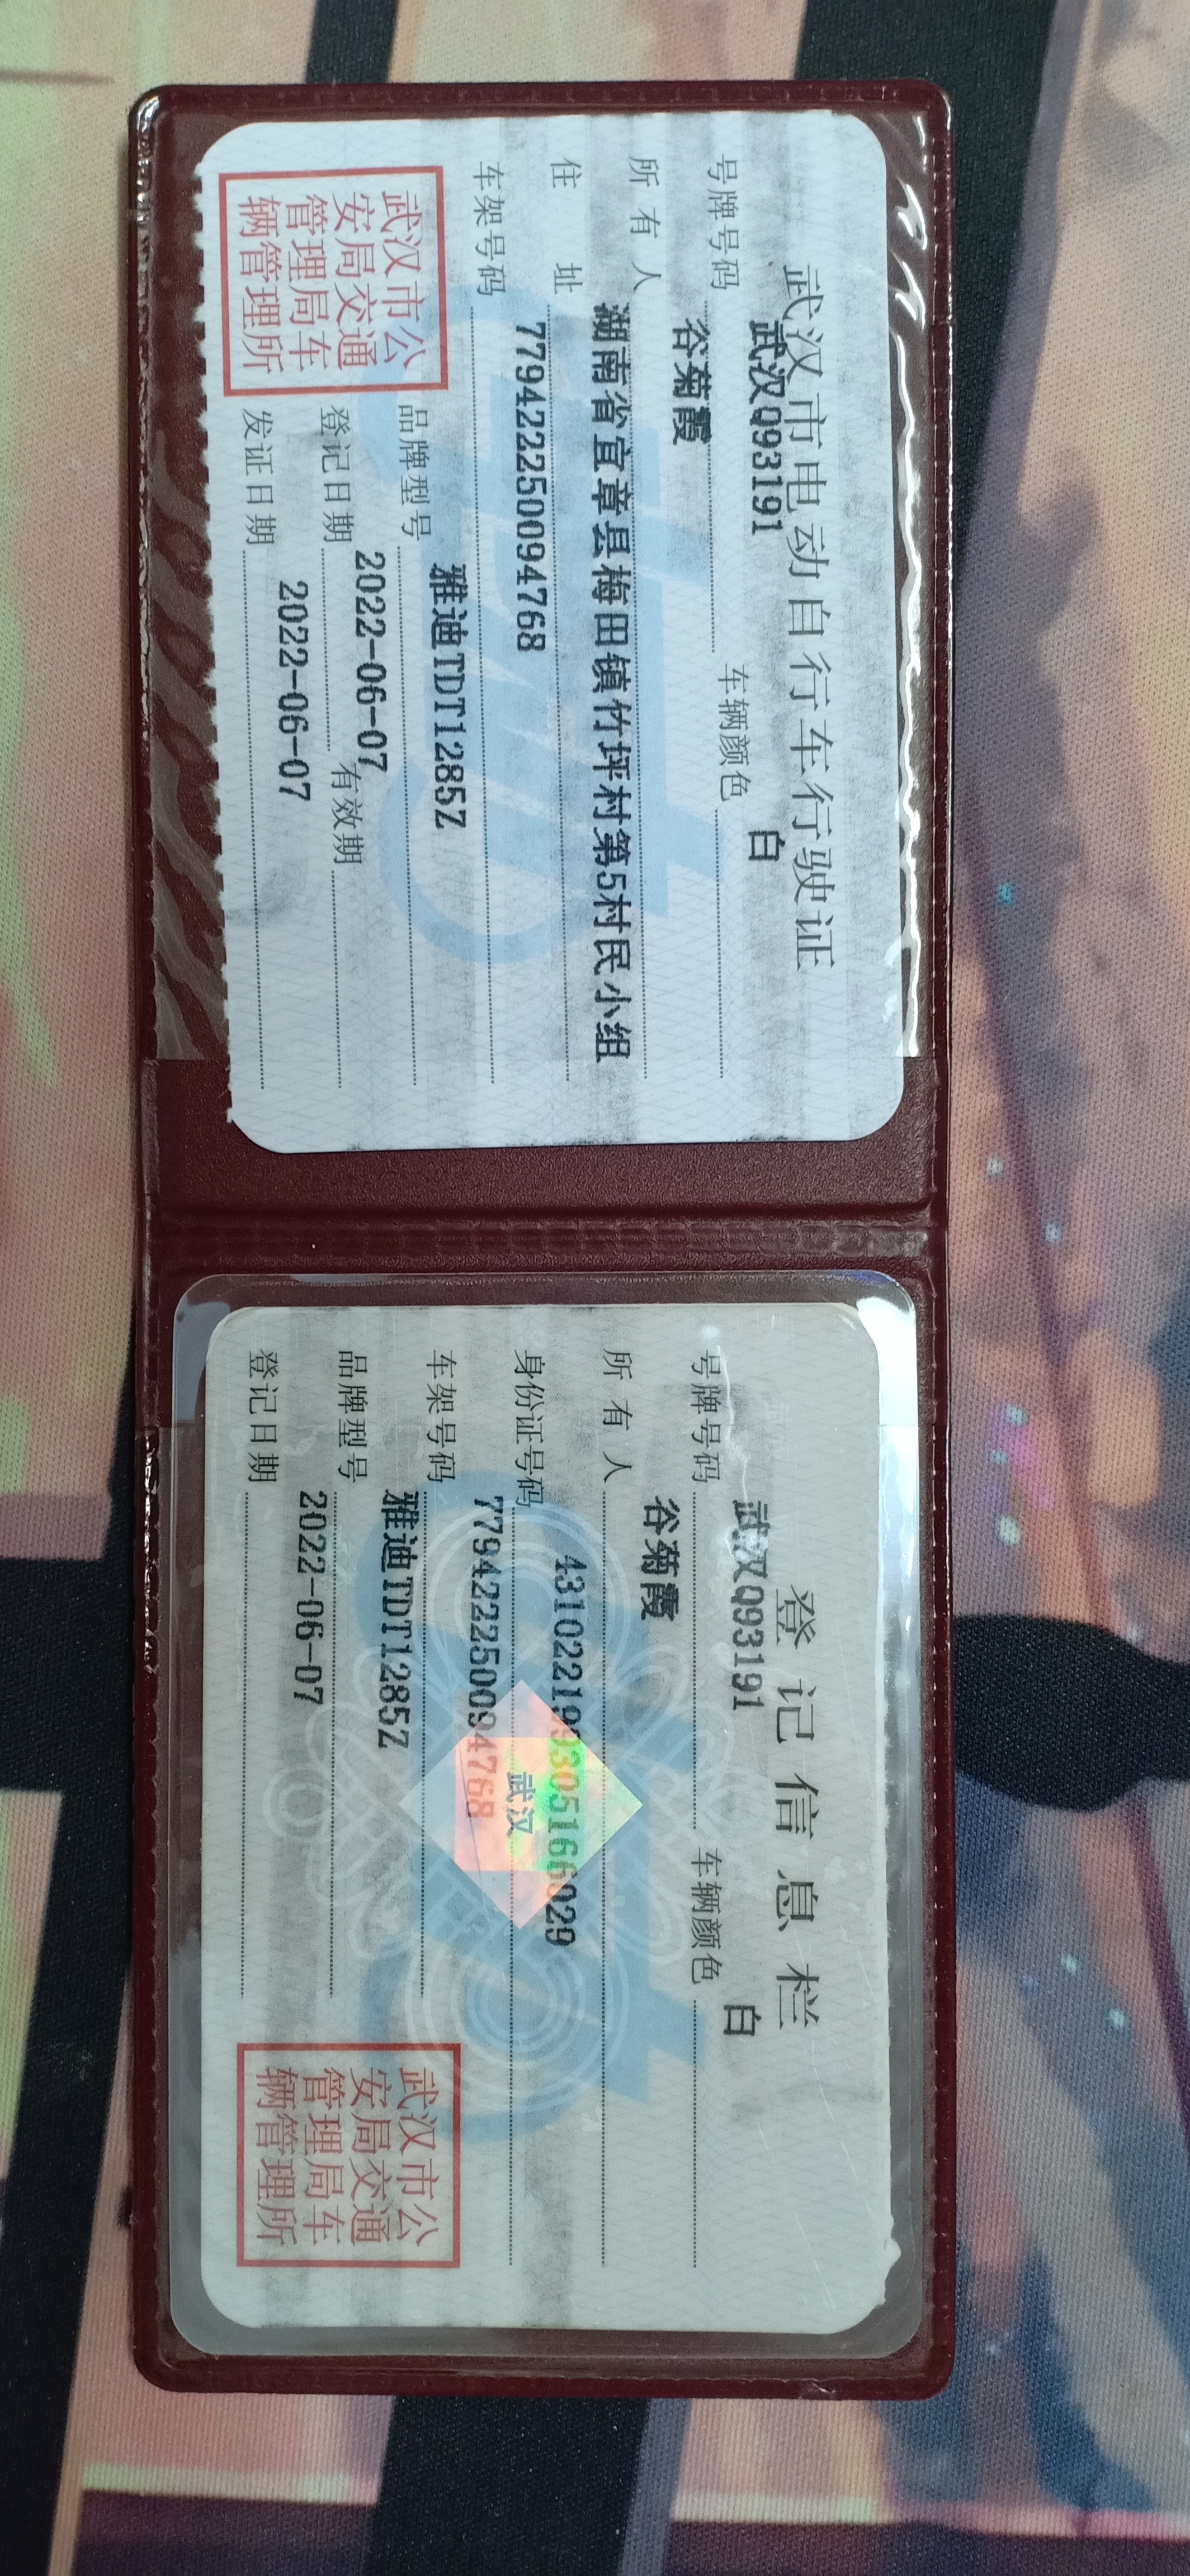 武汉市电动自行车行驶证
号牌号码 武汉Q93191 车辆颜色 白
所有人 谷菊霞
住址 湖南省宜章县梅田镇竹坪村第5村民小组
车架号码 779422250094768
品牌型号 雅迪TDT1285Z
登记日期 2022-06-07 有效期
发证日期 2022-06-07
武汉市公
安局交通
管理局车
辆管理所
登记信息栏
号牌号码 武汉Q93191 车辆颜色 白
所有人 谷菊霞
身份证号码 431022199305166029
车架号码 779422250094768
品牌型号 雅迪TDT1285Z
登记日期 2022-06-07
武汉
武汉市公
安局交通
管理局车
辆管理所